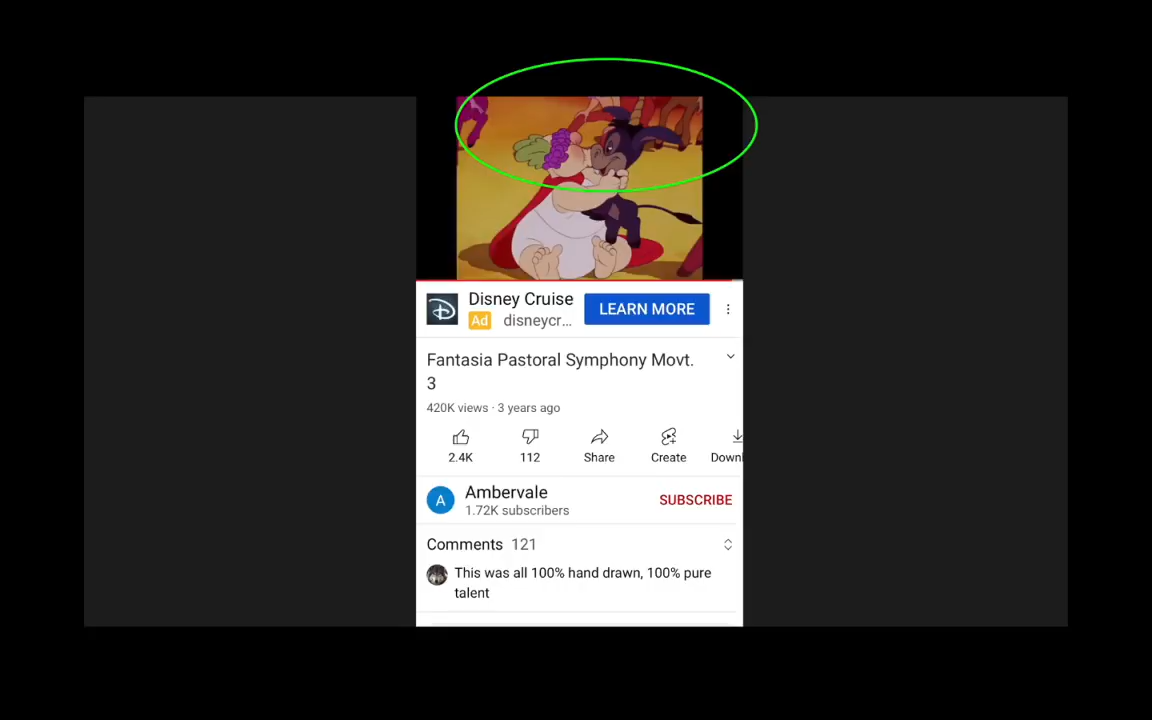 Disney Cruise
Ad disneycr...
LEARN MORE
Fantasia Pastoral Symphony Movt.
3
420K views · 3 years ago
2.4K 112 Share Create Downl
A Ambervale
1.72K subscribers
SUBSCRIBE
Comments 121
This was all 100% hand drawn, 100% pure
talent